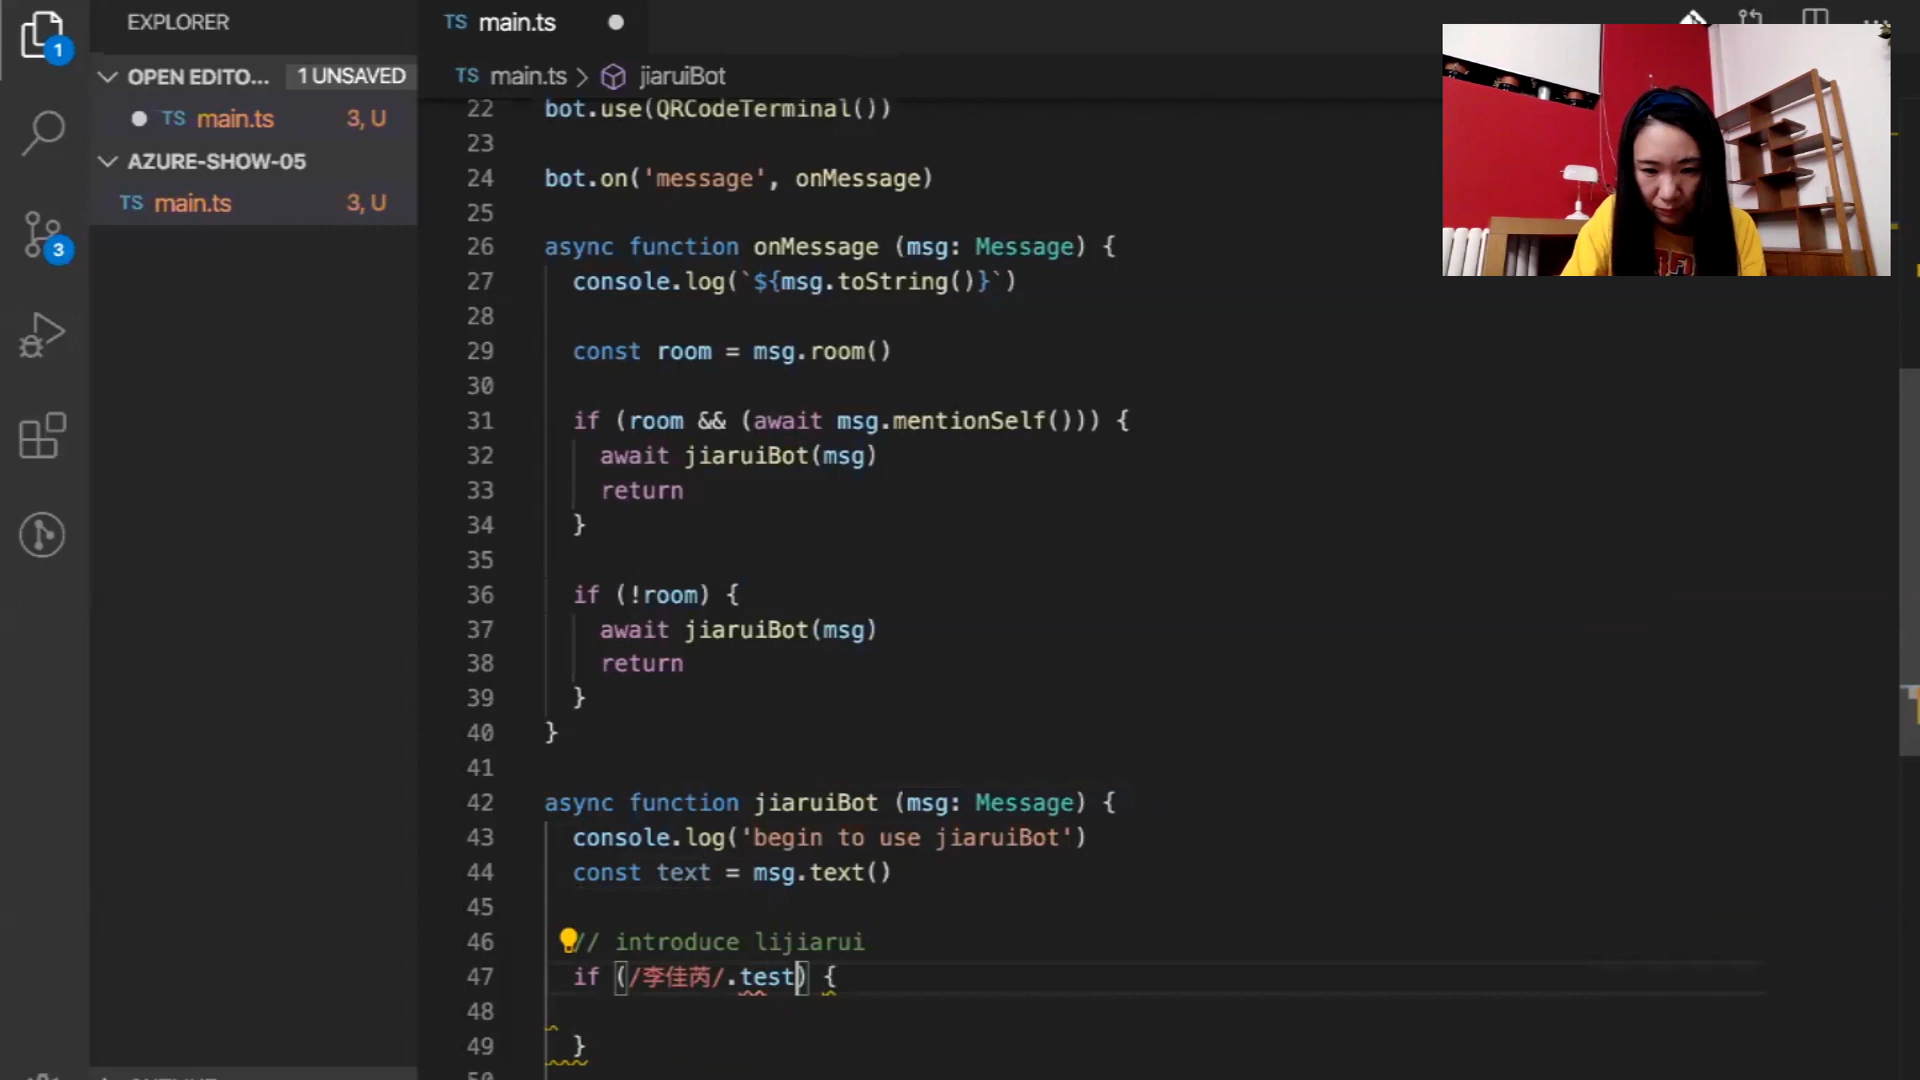 EXPLORER
TS main.ts
1
OPEN EDITO... 1 UNSAVED
TS main.ts > jiaruiBot
TS main.ts 3, U
AZURE-SHOW-05
TS main.ts 3, U
3
22 bot.use(QRCodeTerminal())
23
24 bot.on('message', onMessage)
25
26 async function onMessage (msg: Message) {
27 console.log(`${msg.toString()}`)
28
29 const room = msg.room()
30
31 if (room && (await msg.mentionSelf())) {
32 await jiaruiBot(msg)
33 return
34 }
35
36 if (!room) {
37 await jiaruiBot(msg)
38 return
39 }
40 }
41
42 async function jiaruiBot (msg: Message) {
43 console.log('begin to use jiaruiBot')
44 const text = msg.text()
45
46 // introduce lijiarui
47 if (/李佳芮/.test) {
48
49 }
50